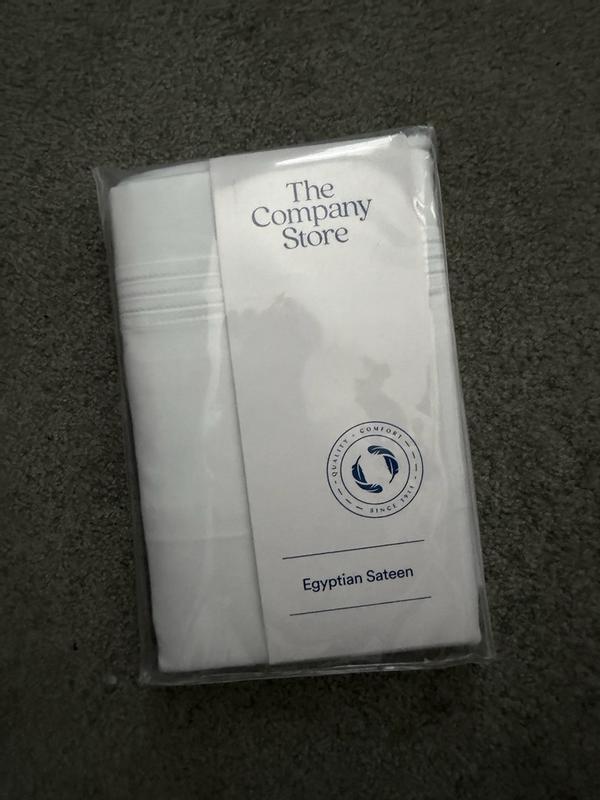 The
Company
Store
QUALITY - COMFORT
SINCE 1911
Egyptian Sateen